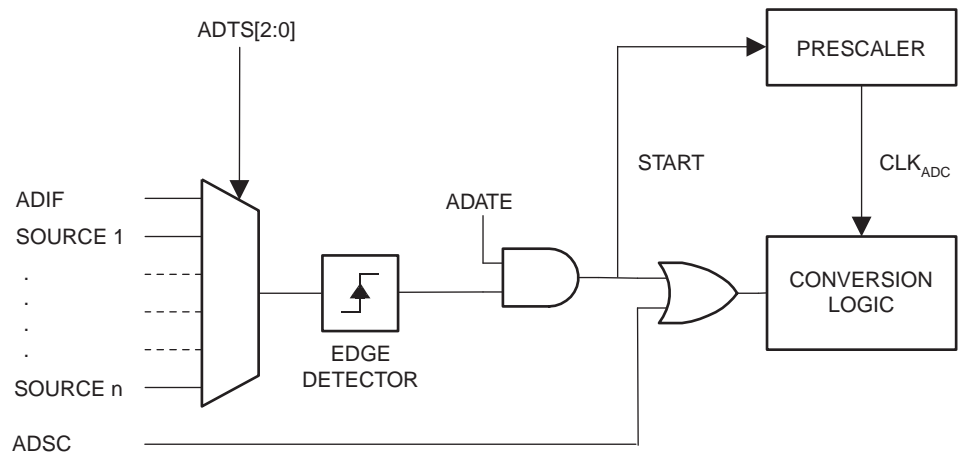 ADTS[2:0]
PRESCALER
START
CLKADC
ADIF
ADATE
SOURCE 1
.
.
.
.
CONVERSION
LOGIC
EDGE
DETECTOR
SOURCE n
ADSC